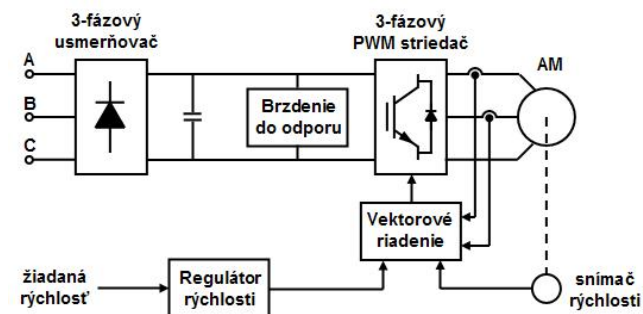 3-fázový
usmerňovač
3-fázový
PWM striedač
AM
A
B
C
Brzdenie
do odporu
Vektorové
riadenie
žiadaná
rýchlosť
Regulátor
rýchlosti
snímač
rýchlosti